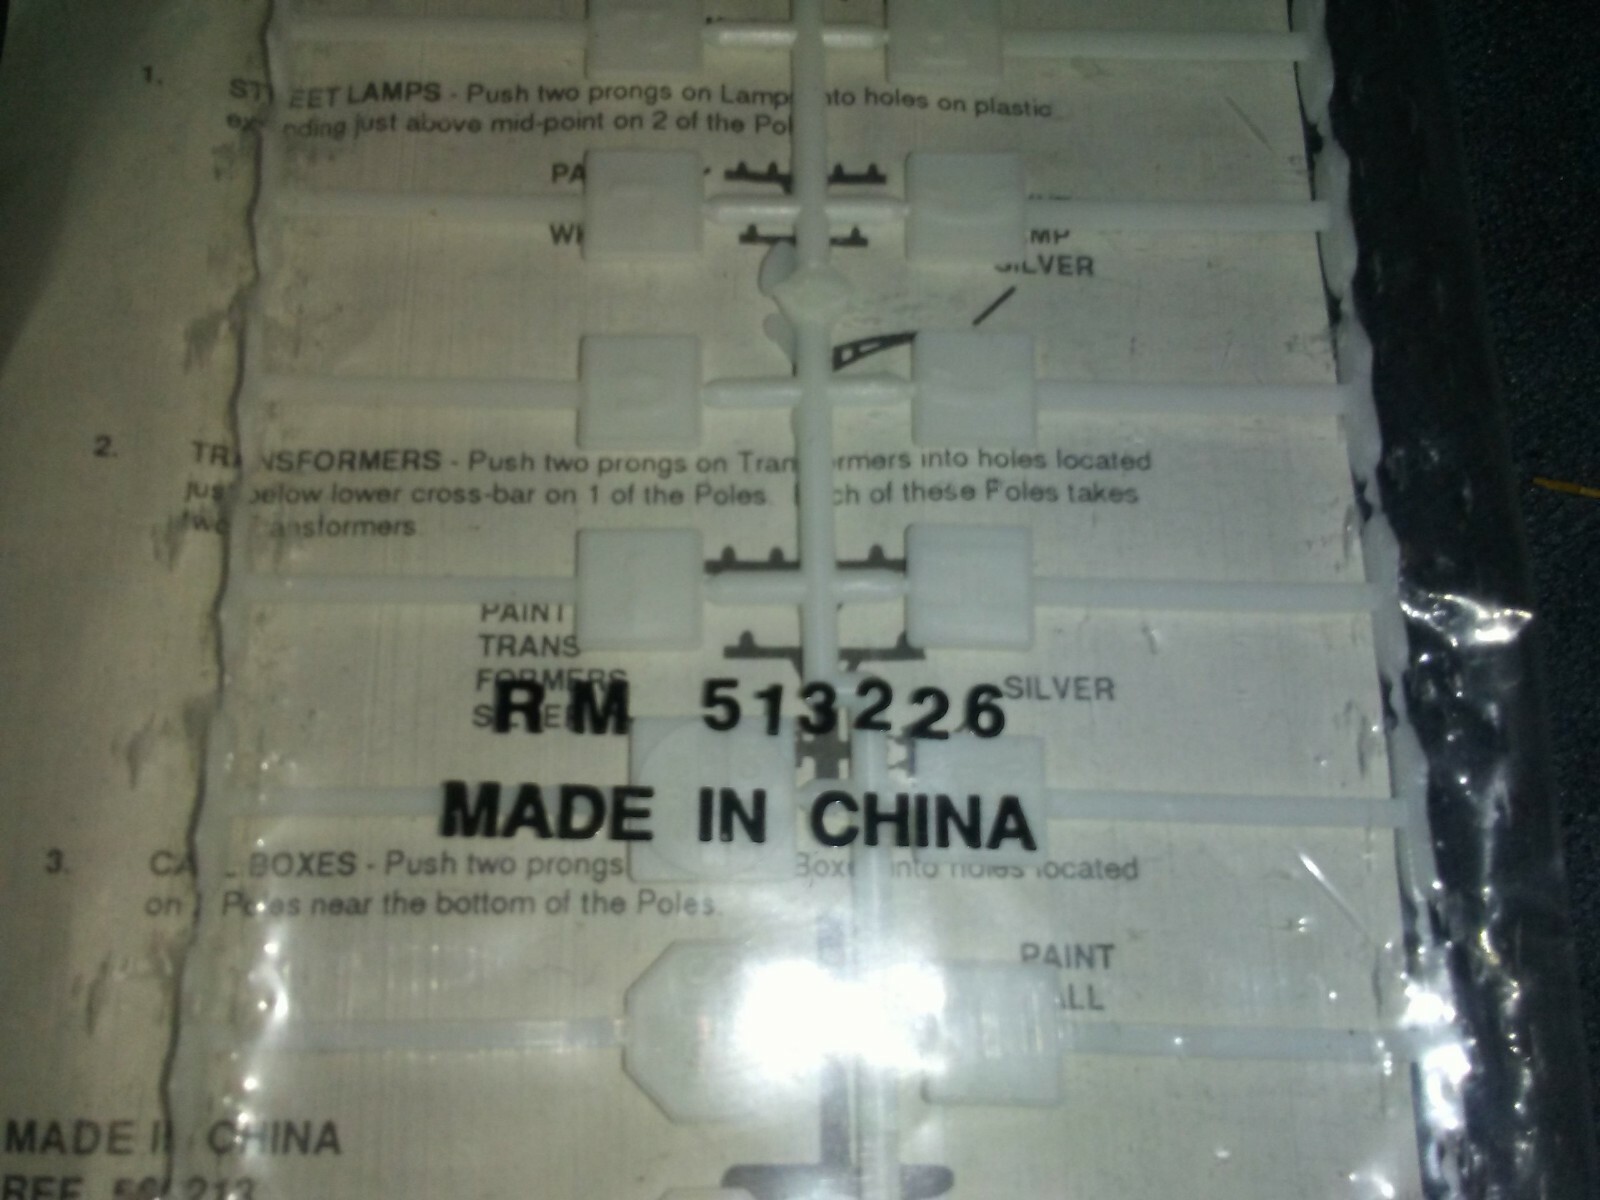 1. STREET LAMPS - Push two prongs on Lamp into holes on plastic
extending just above mid-point on 2 of the Pol
PA
WH
MP
SILVER
2. TRANSFORMERS - Push two prongs on Transformers into holes located
just below lower cross-bar on 1 of the Poles. Each of these Poles takes
two Transformers.
PAINT
TRANS
FORMERS
SILVER
RM 513226
MADE IN CHINA
3. CALL BOXES - Push two prongs Boxes into holes located
on Poles near the bottom of the Poles.
PAINT
ALL
MADE IN CHINA
REF. 213